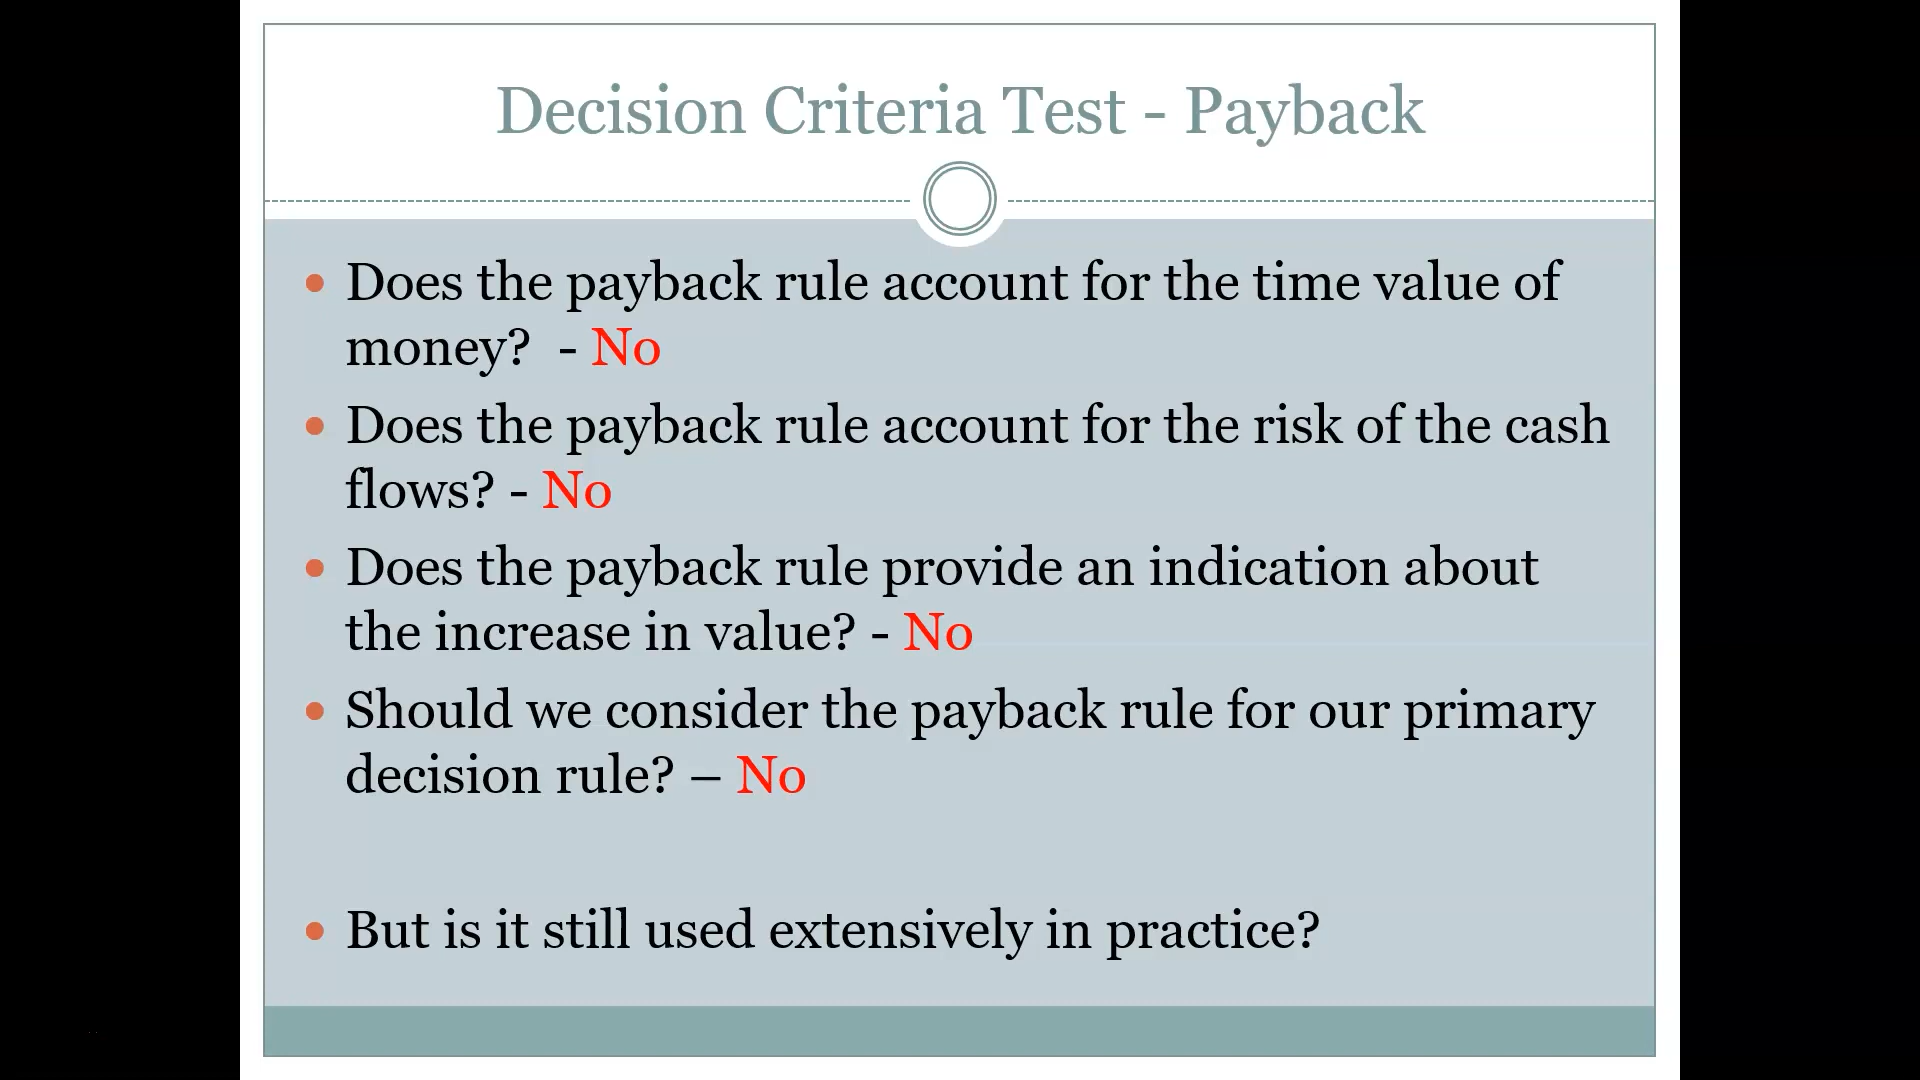 Decision Criteria Test - Payback
Does the payback rule account for the time value of
money?  - No
Does the payback rule account for the risk of the cash
flows? - No
Does the payback rule provide an indication about
the increase in value? - No
Should we consider the payback rule for our primary
decision rule? – No
But is it still used extensively in practice?